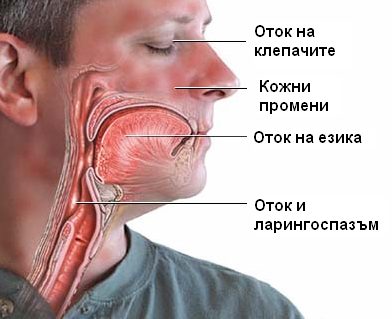 Оток на
клепачите
Кожни
промени
Оток на езика
Оток и
ларингоспазъм